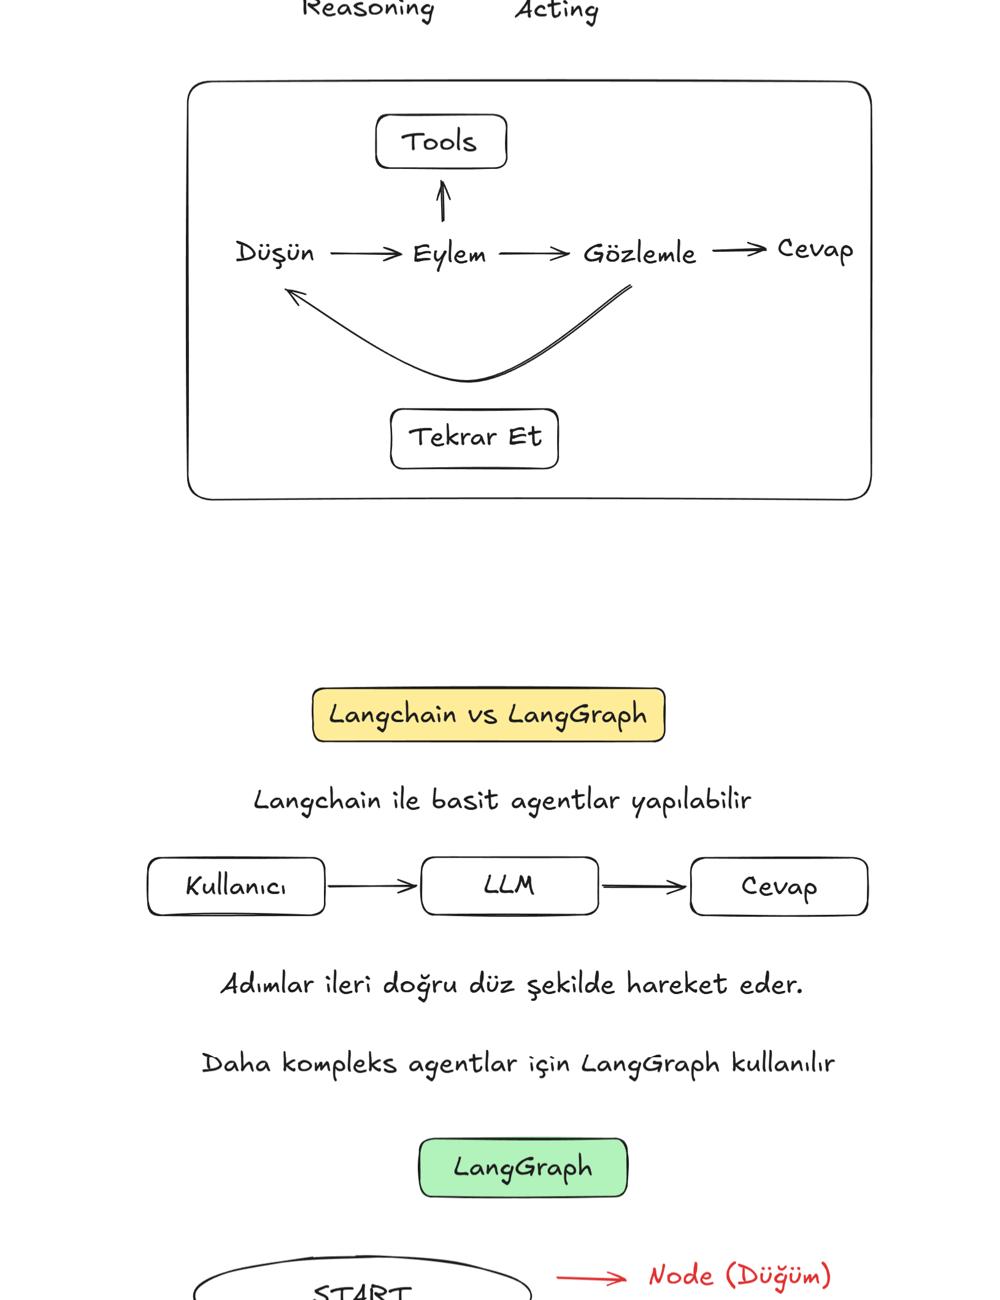 Reasoning Acting
Tools
Düşün Eylem Gözlemle Cevap
Tekrar Et
Langchain vs LangGraph
Langchain ile basit agentlar yapılabilir
Kullanıcı LLM Cevap
Adımlar ileri doğru düz şekilde hareket eder.
Daha kompleks agentlar için LangGraph kullanılır
LangGraph
Node (Düğüm)
START